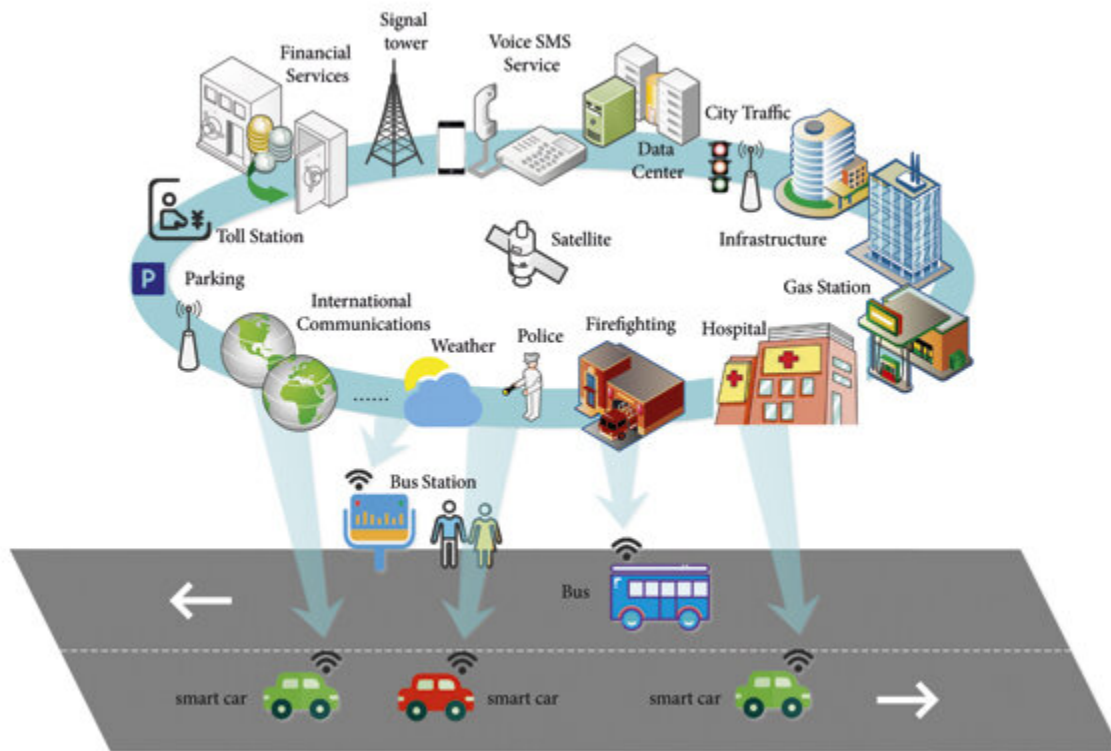 Signal
tower
Voice SMS
Service
Financial
Services
City Traffic
Data
Center
Toll Station
¥
Satellite
Infrastructure
P
Parking
Gas Station
International
Communications
Weather
Police
Firefighting
Hospital
......
Bus Station
Bus
smart car
smart car
smart car